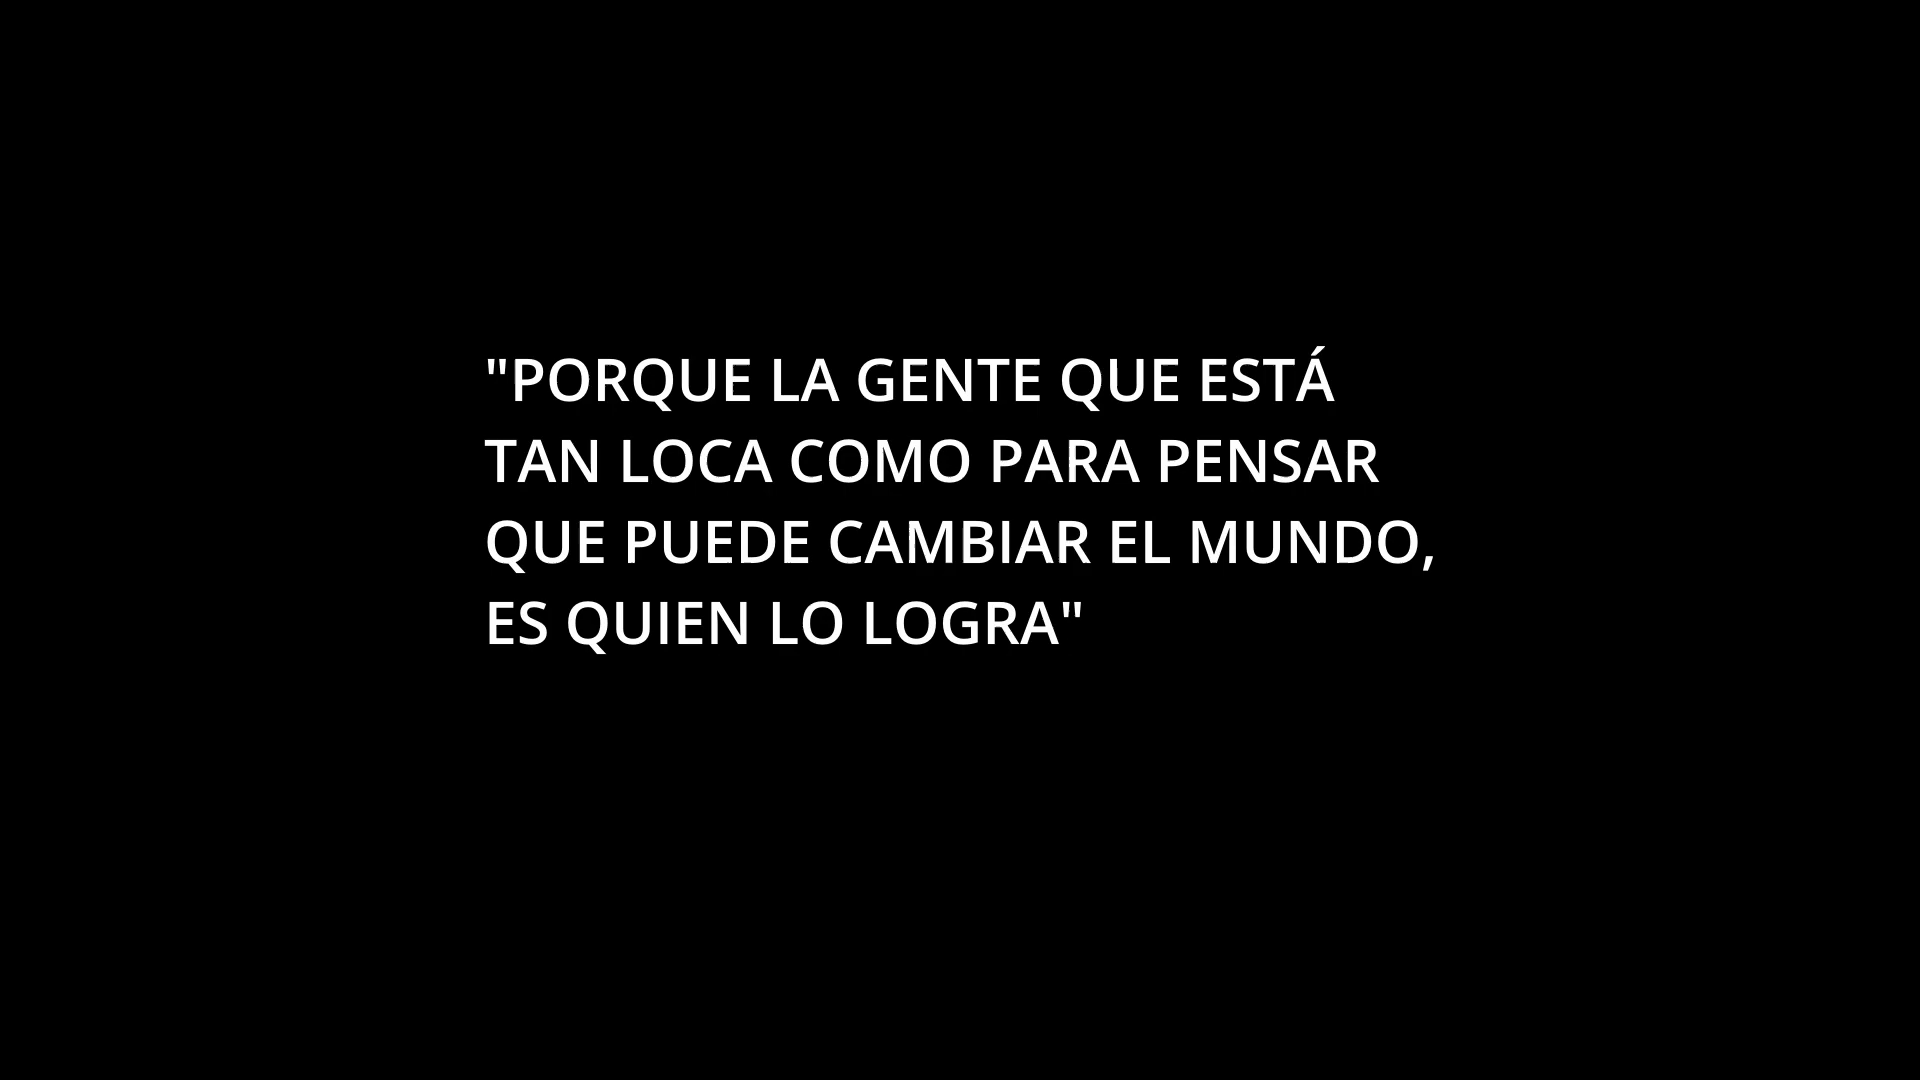 "PORQUE LA GENTE QUE ESTÁ
TAN LOCA COMO PARA PENSAR
QUE PUEDE CAMBIAR EL MUNDO,
ES QUIEN LO LOGRA"